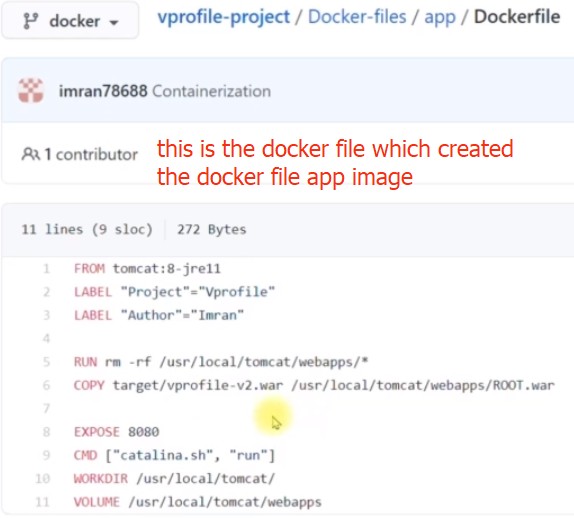 docker
vprofile-project / Docker-files / app / Dockerfile
imran78688 Containerization
1 contributor
this is the docker file which created
the docker file app image
11 lines (9 sloc) 272 Bytes
1 FROM tomcat:8-jre11
2 LABEL "Project"="Vprofile"
3 LABEL "Author"="Imran"
4
5 RUN rm -rf /usr/local/tomcat/webapps/*
6 COPY target/vprofile-v2.war /usr/local/tomcat/webapps/ROOT.war
7
8 EXPOSE 8080
9 CMD ["catalina.sh", "run"]
10 WORKDIR /usr/local/tomcat/
11 VOLUME /usr/local/tomcat/webapps